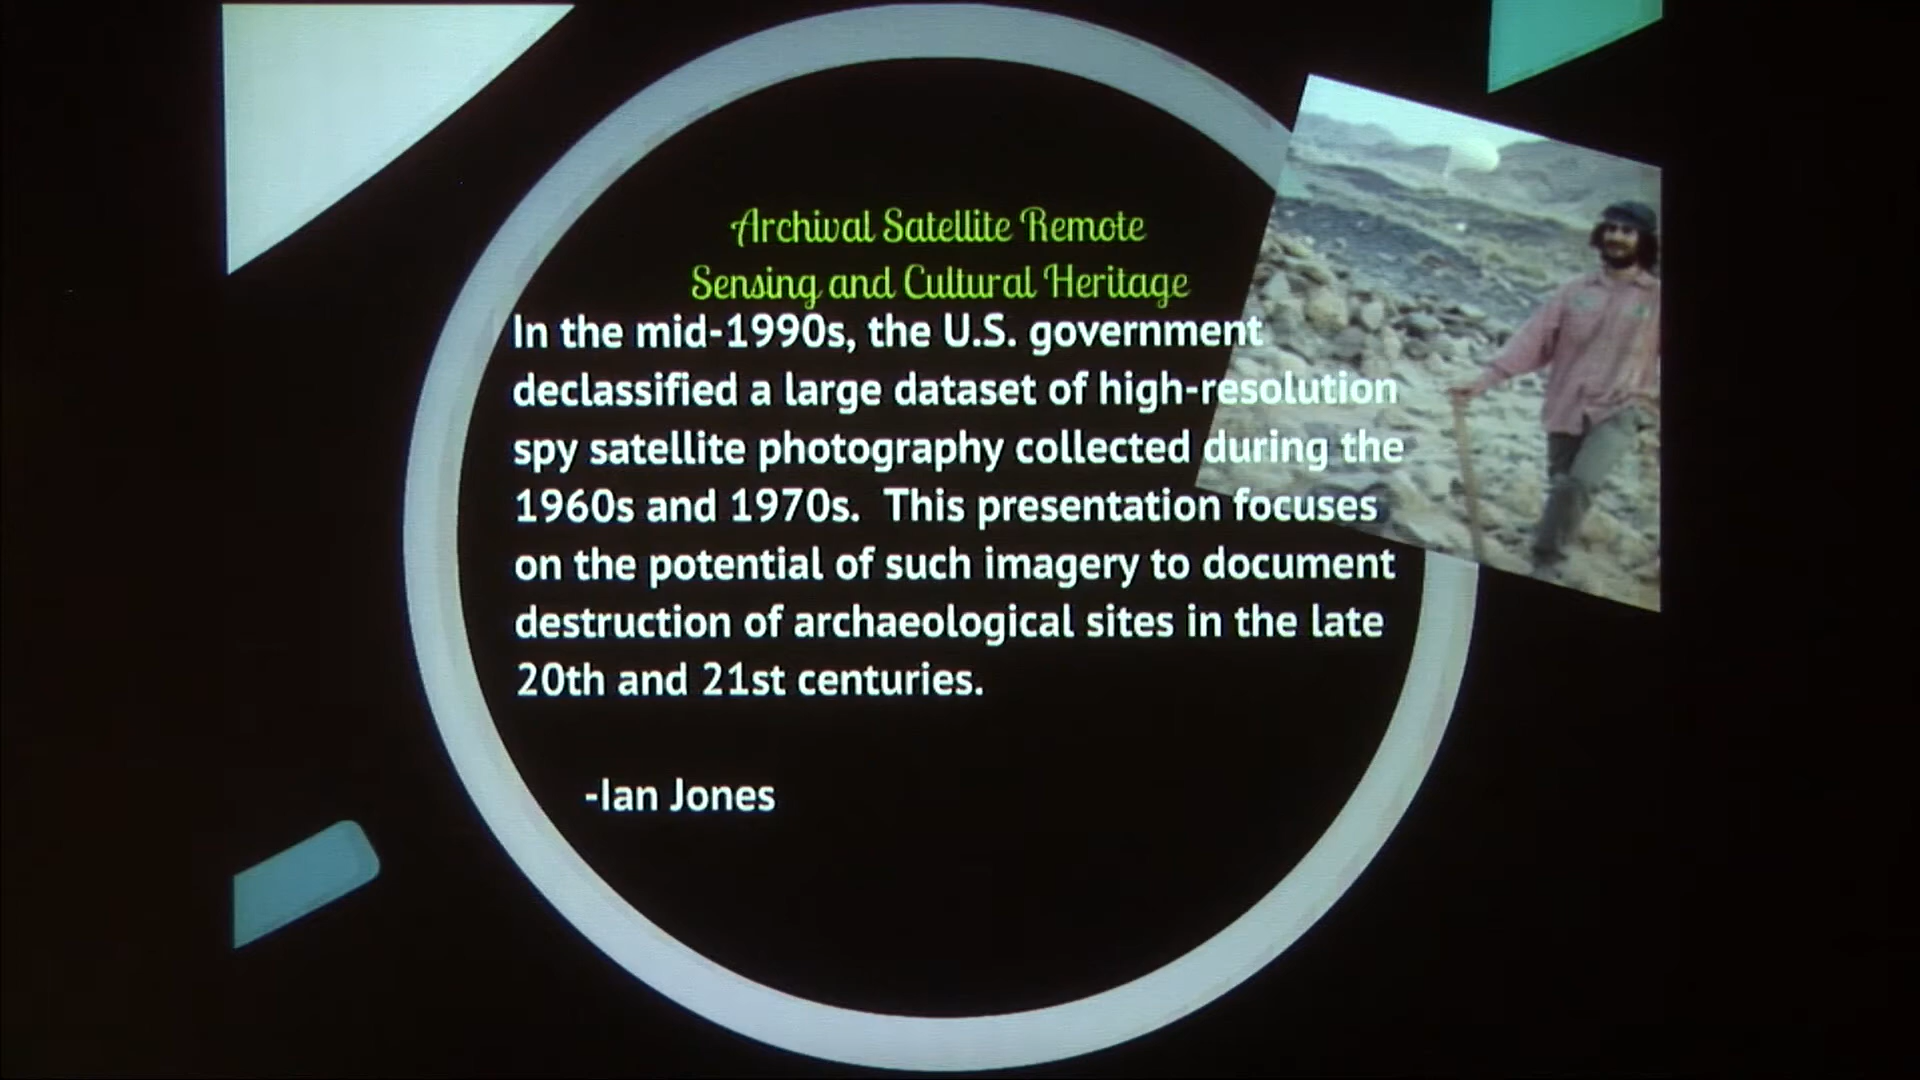 Archival Satellite Remote
Sensing and Cultural Heritage
In the mid-1990s, the U.S. government
declassified a large dataset of high-resolution
spy satellite photography collected during the
1960s and 1970s.  This presentation focuses
on the potential of such imagery to document
destruction of archaeological sites in the late
20th and 21st centuries.
-Ian Jones